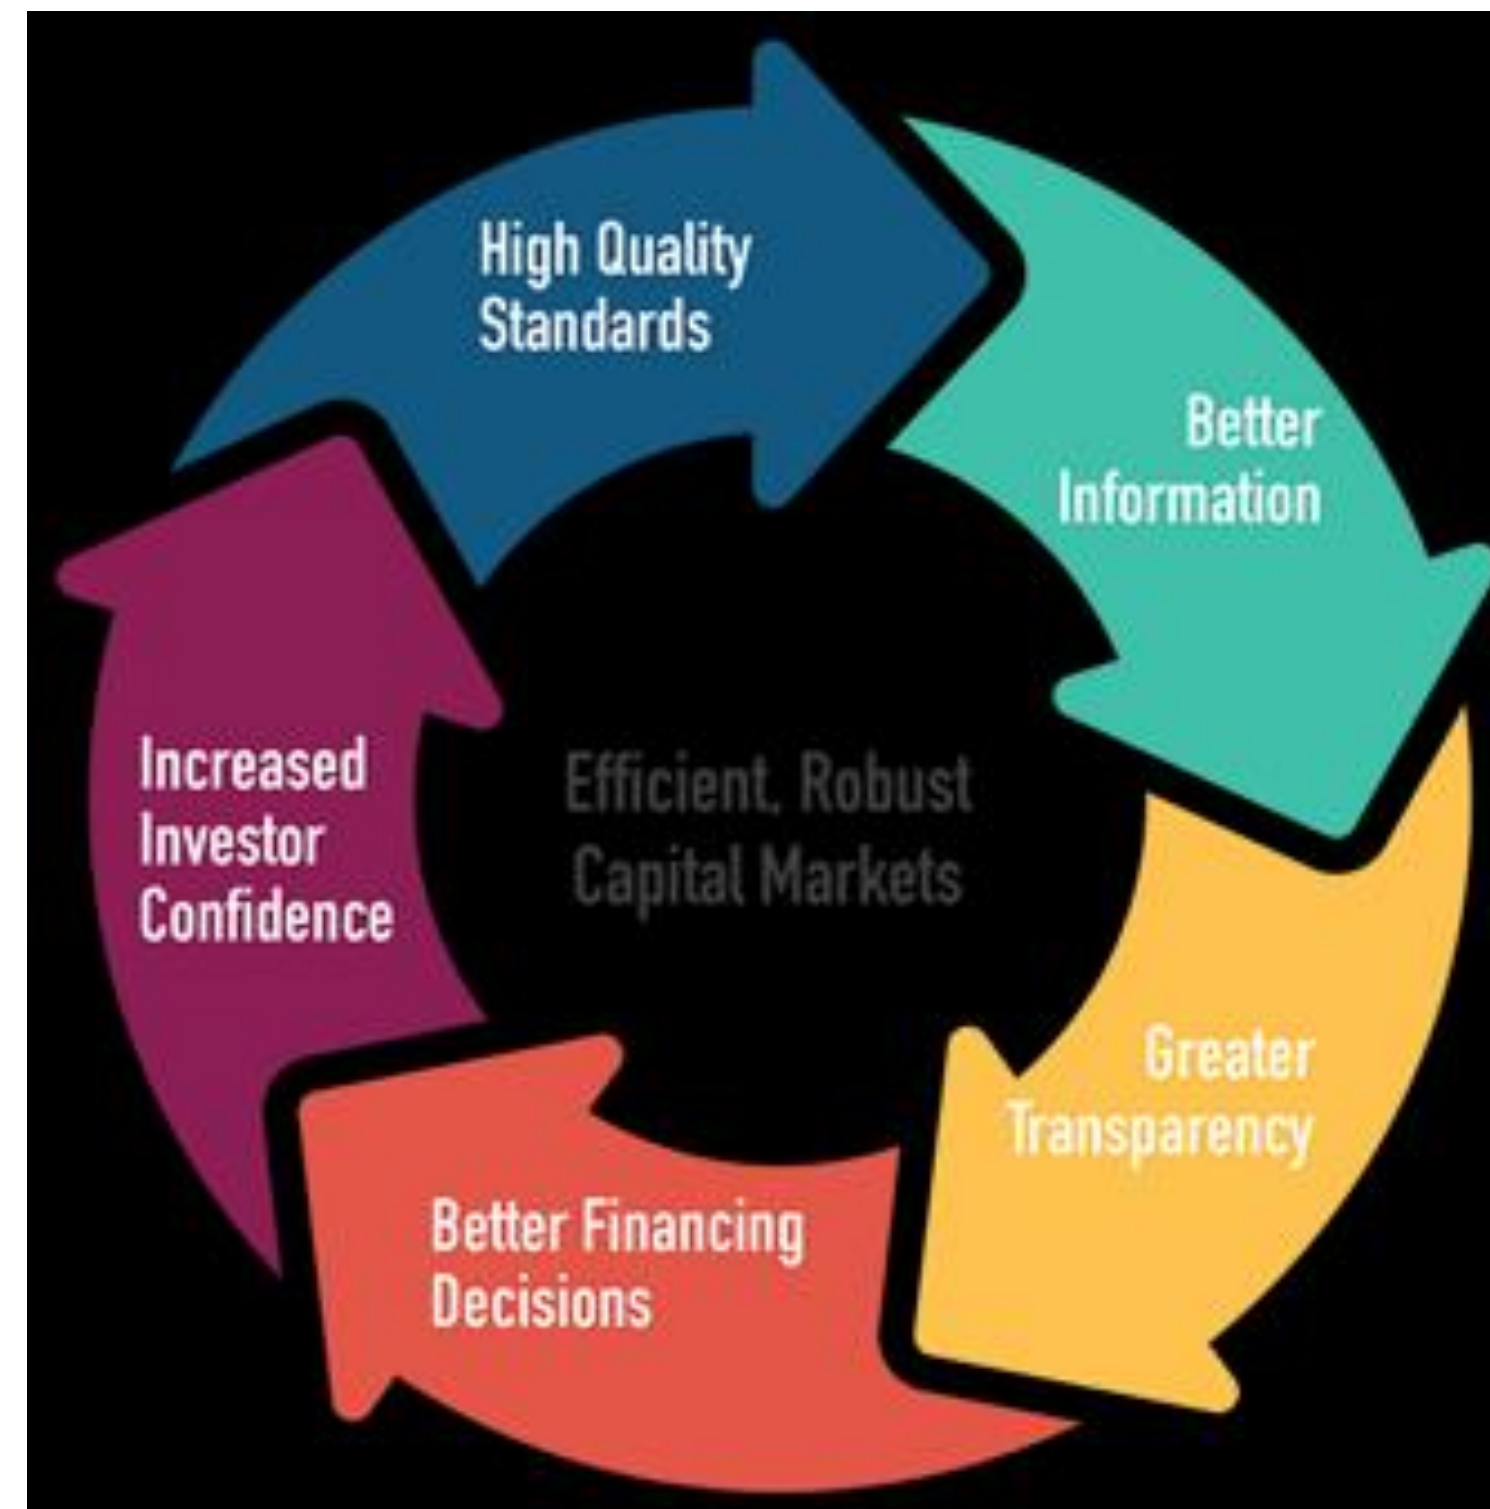 High Quality
Standards
Better
Information
Greater
Transparency
Better Financing
Decisions
Increased
Investor
Confidence
Efficient, Robust
Capital Markets